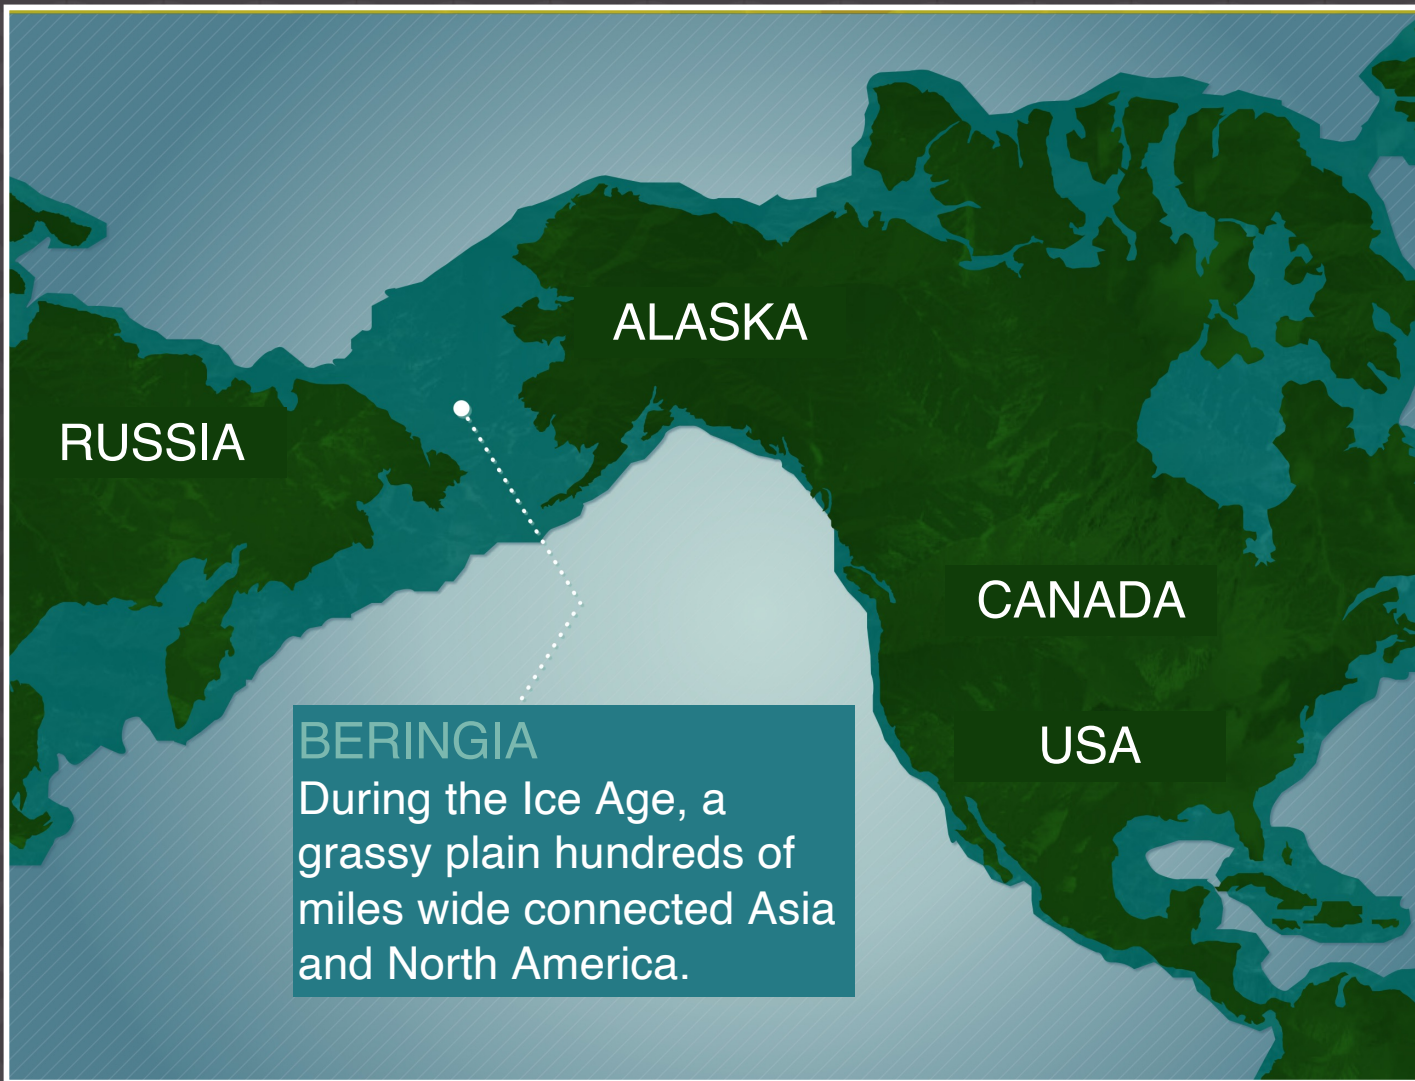 ALASKA
RUSSIA
CANADA
USA
BERINGIA
During the Ice Age, a
grassy plain hundreds of
miles wide connected Asia
and North America.